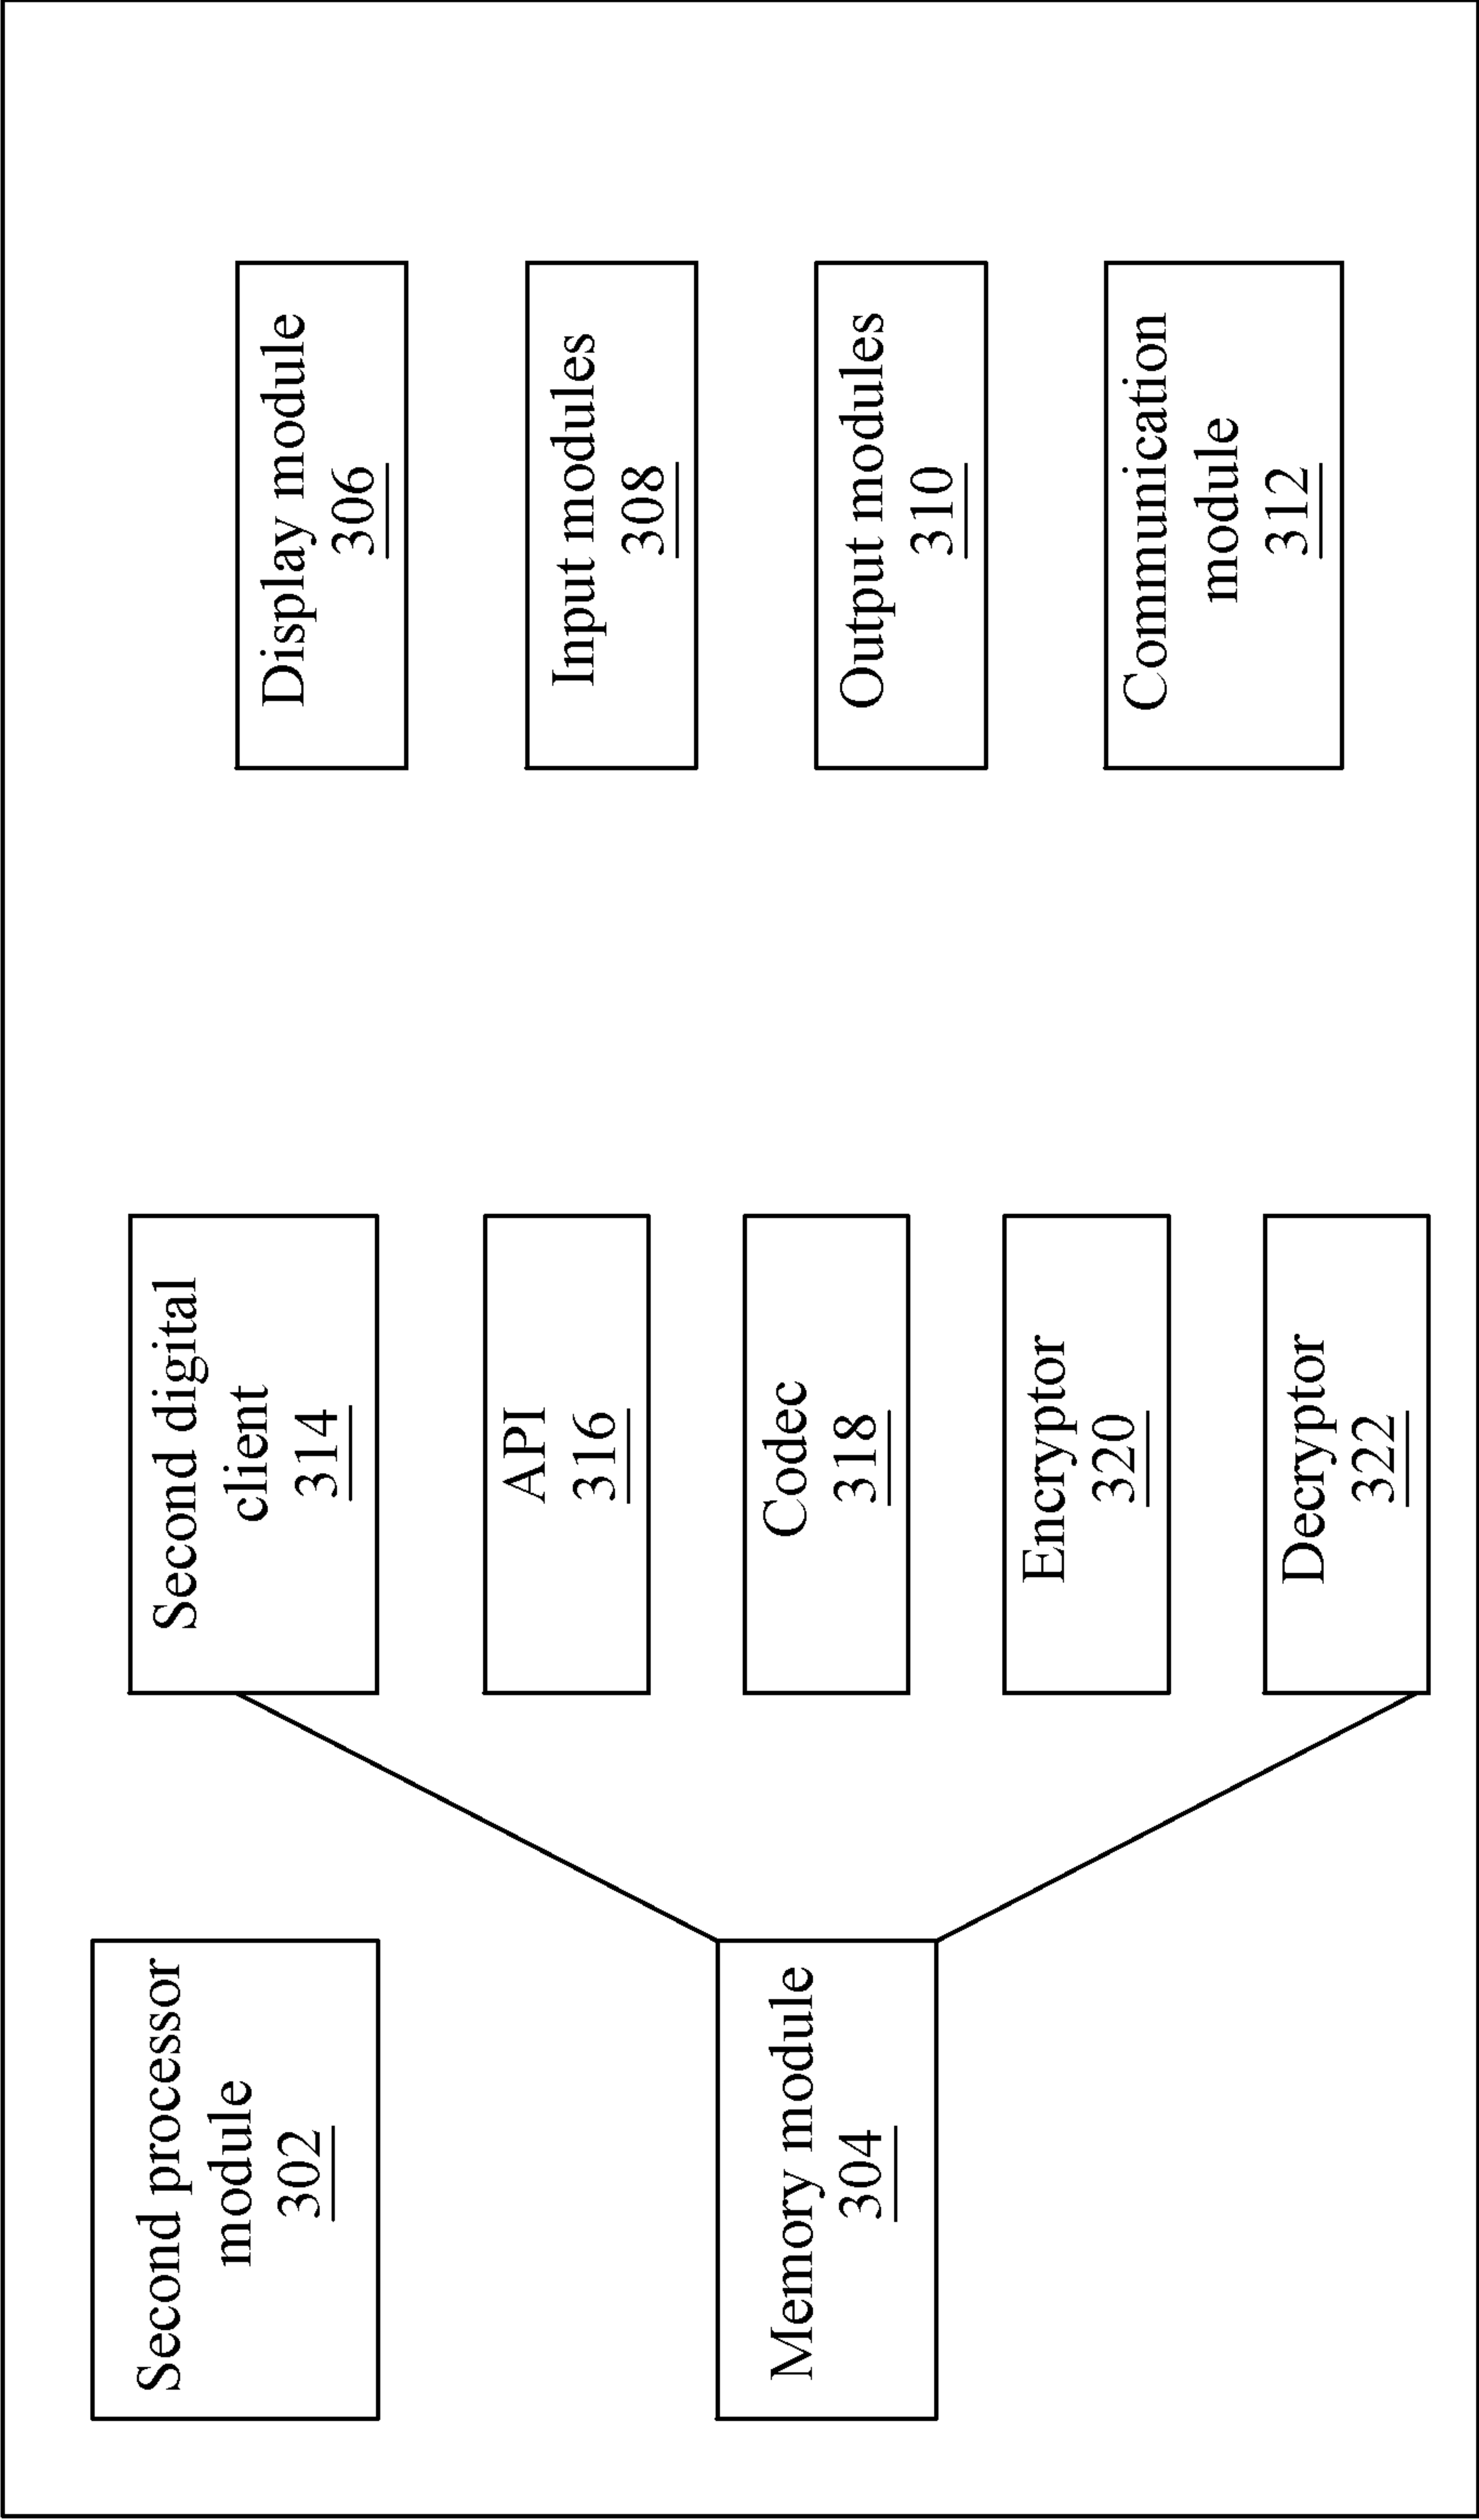 Second processor
module
302
Memory module
304
Second digital
client
314
API
316
Codec
318
Encryptor
320
Decryptor
322
Display module
306
Input modules
308
Output modules
310
Communication
module
312